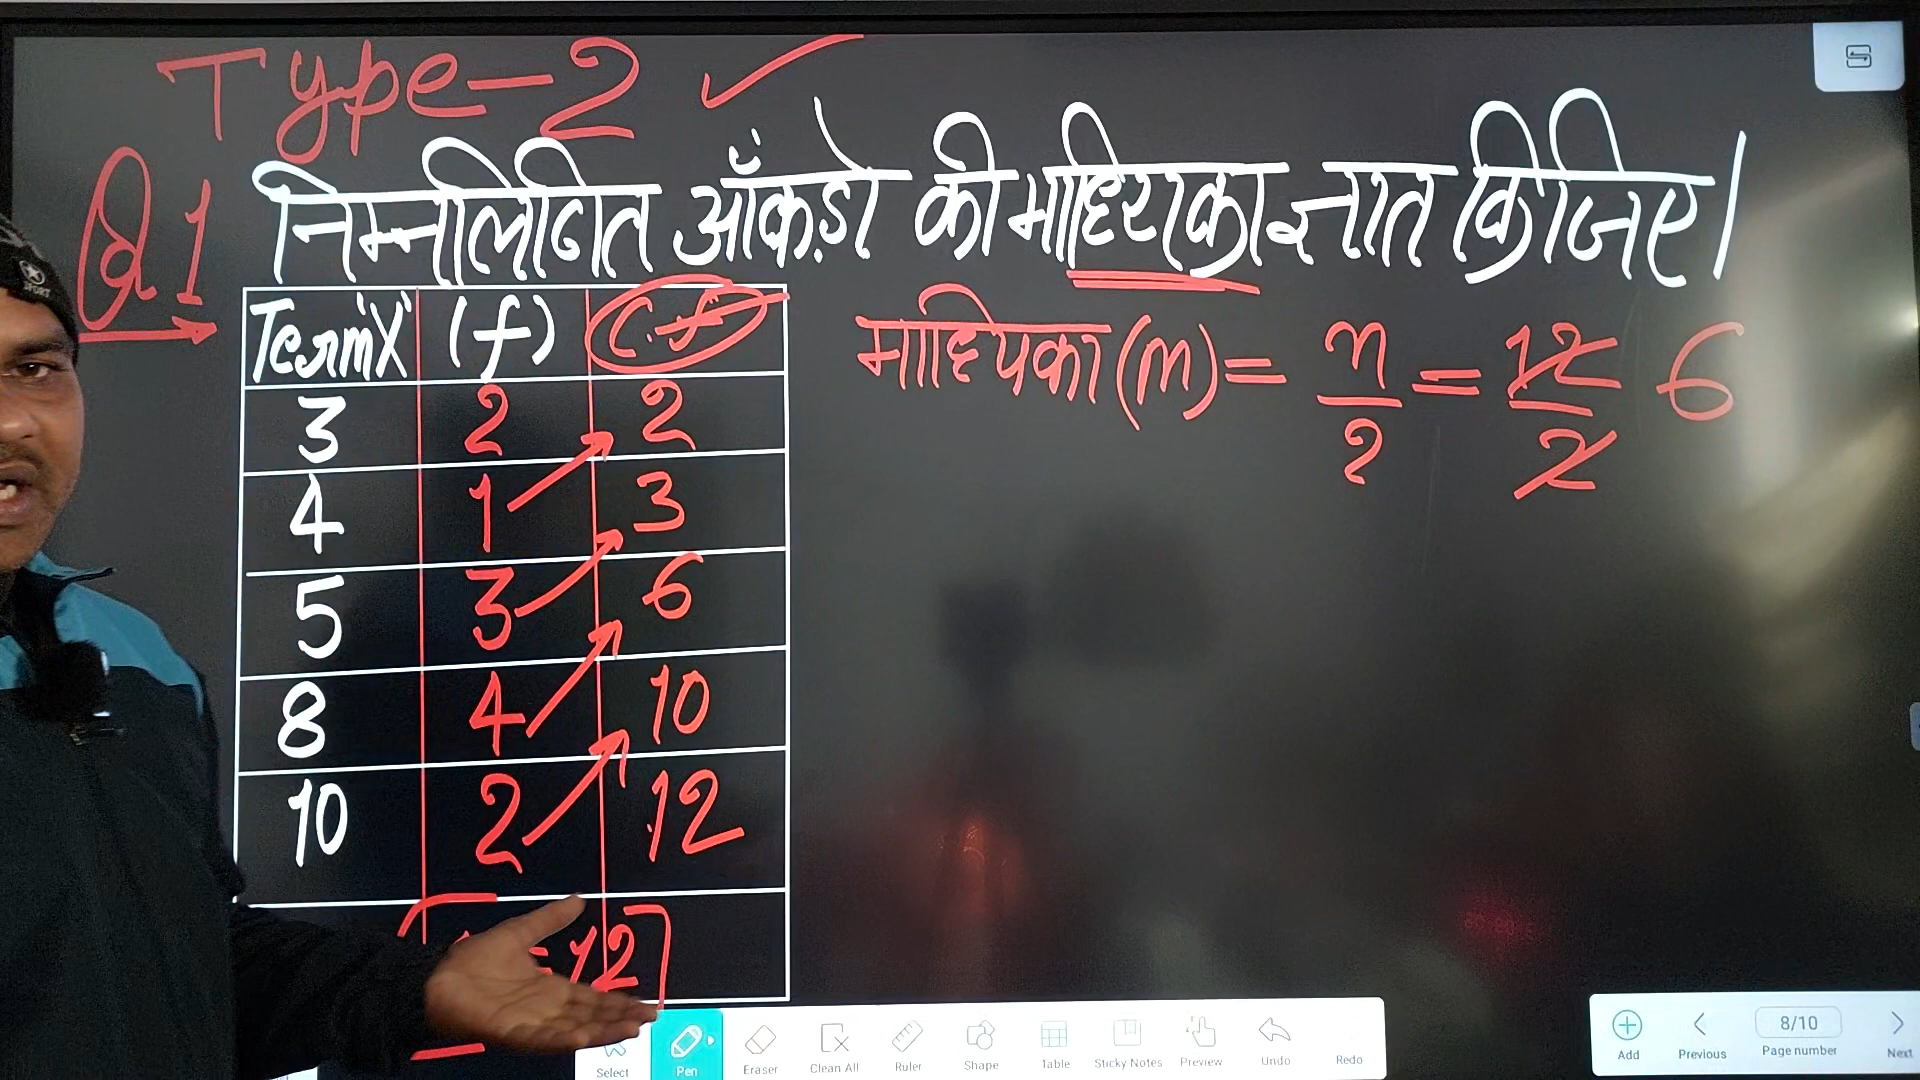 Type-2 ✓
Q 1 निम्नलिखित आँकड़ो की माध्यिका ज्ञात किजिए।
Term'X' (f) C.f
माध्यिका (m) = n/2 = 12/2 6
3 2 2
4 1 3
5 3 6
8 4 10
10 2 12
= 12
Select Pen Eraser Clean All Ruler Shape Table Sticky Notes Preview Undo Redo
Add Previous 8/10 Page number Next